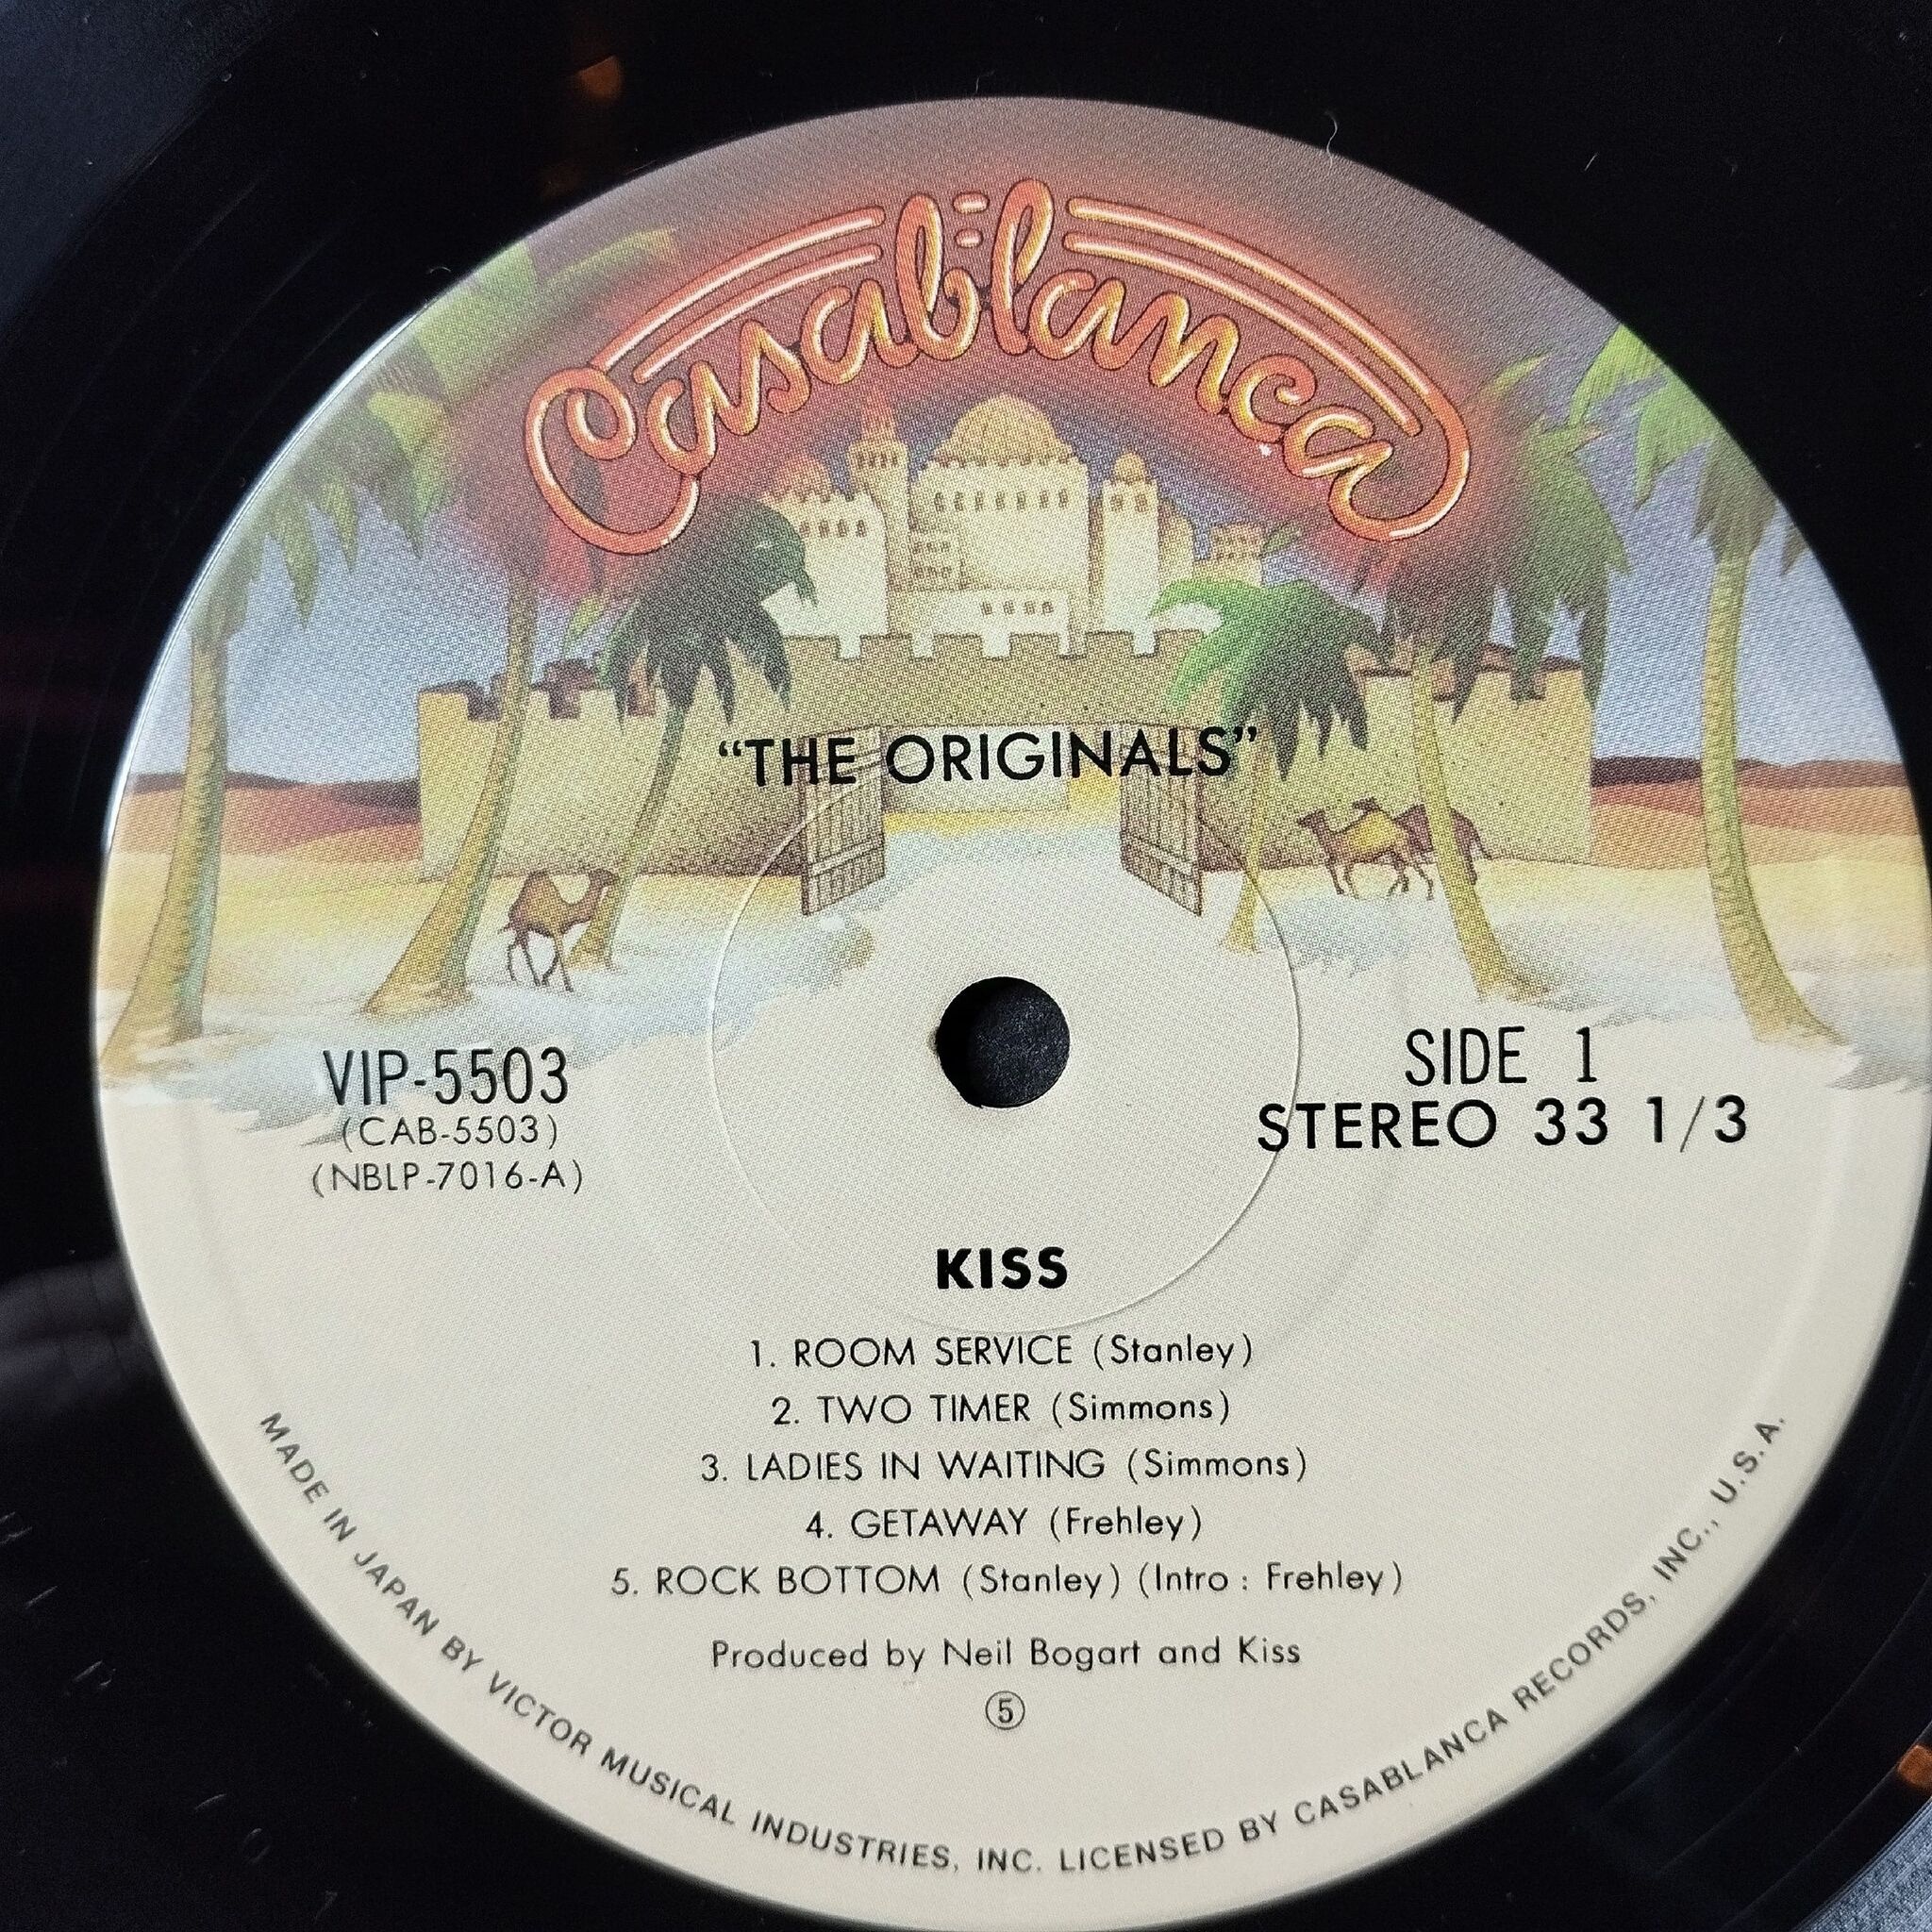 Casablanca
“THE ORIGINALS”
VIP-5503
(CAB-5503)
(NBLP-7016-A)
SIDE 1
STEREO 33 1/3
KISS
1. ROOM SERVICE (Stanley)
2. TWO TIMER (Simmons)
3. LADIES IN WAITING (Simmons)
4. GETAWAY (Frehley)
5. ROCK BOTTOM (Stanley) (Intro : Frehley)
Produced by Neil Bogart and Kiss
⑤
MADE IN JAPAN BY VICTOR MUSICAL INDUSTRIES, INC. LICENSED BY CASABLANCA RECORDS, INC., U.S.A.